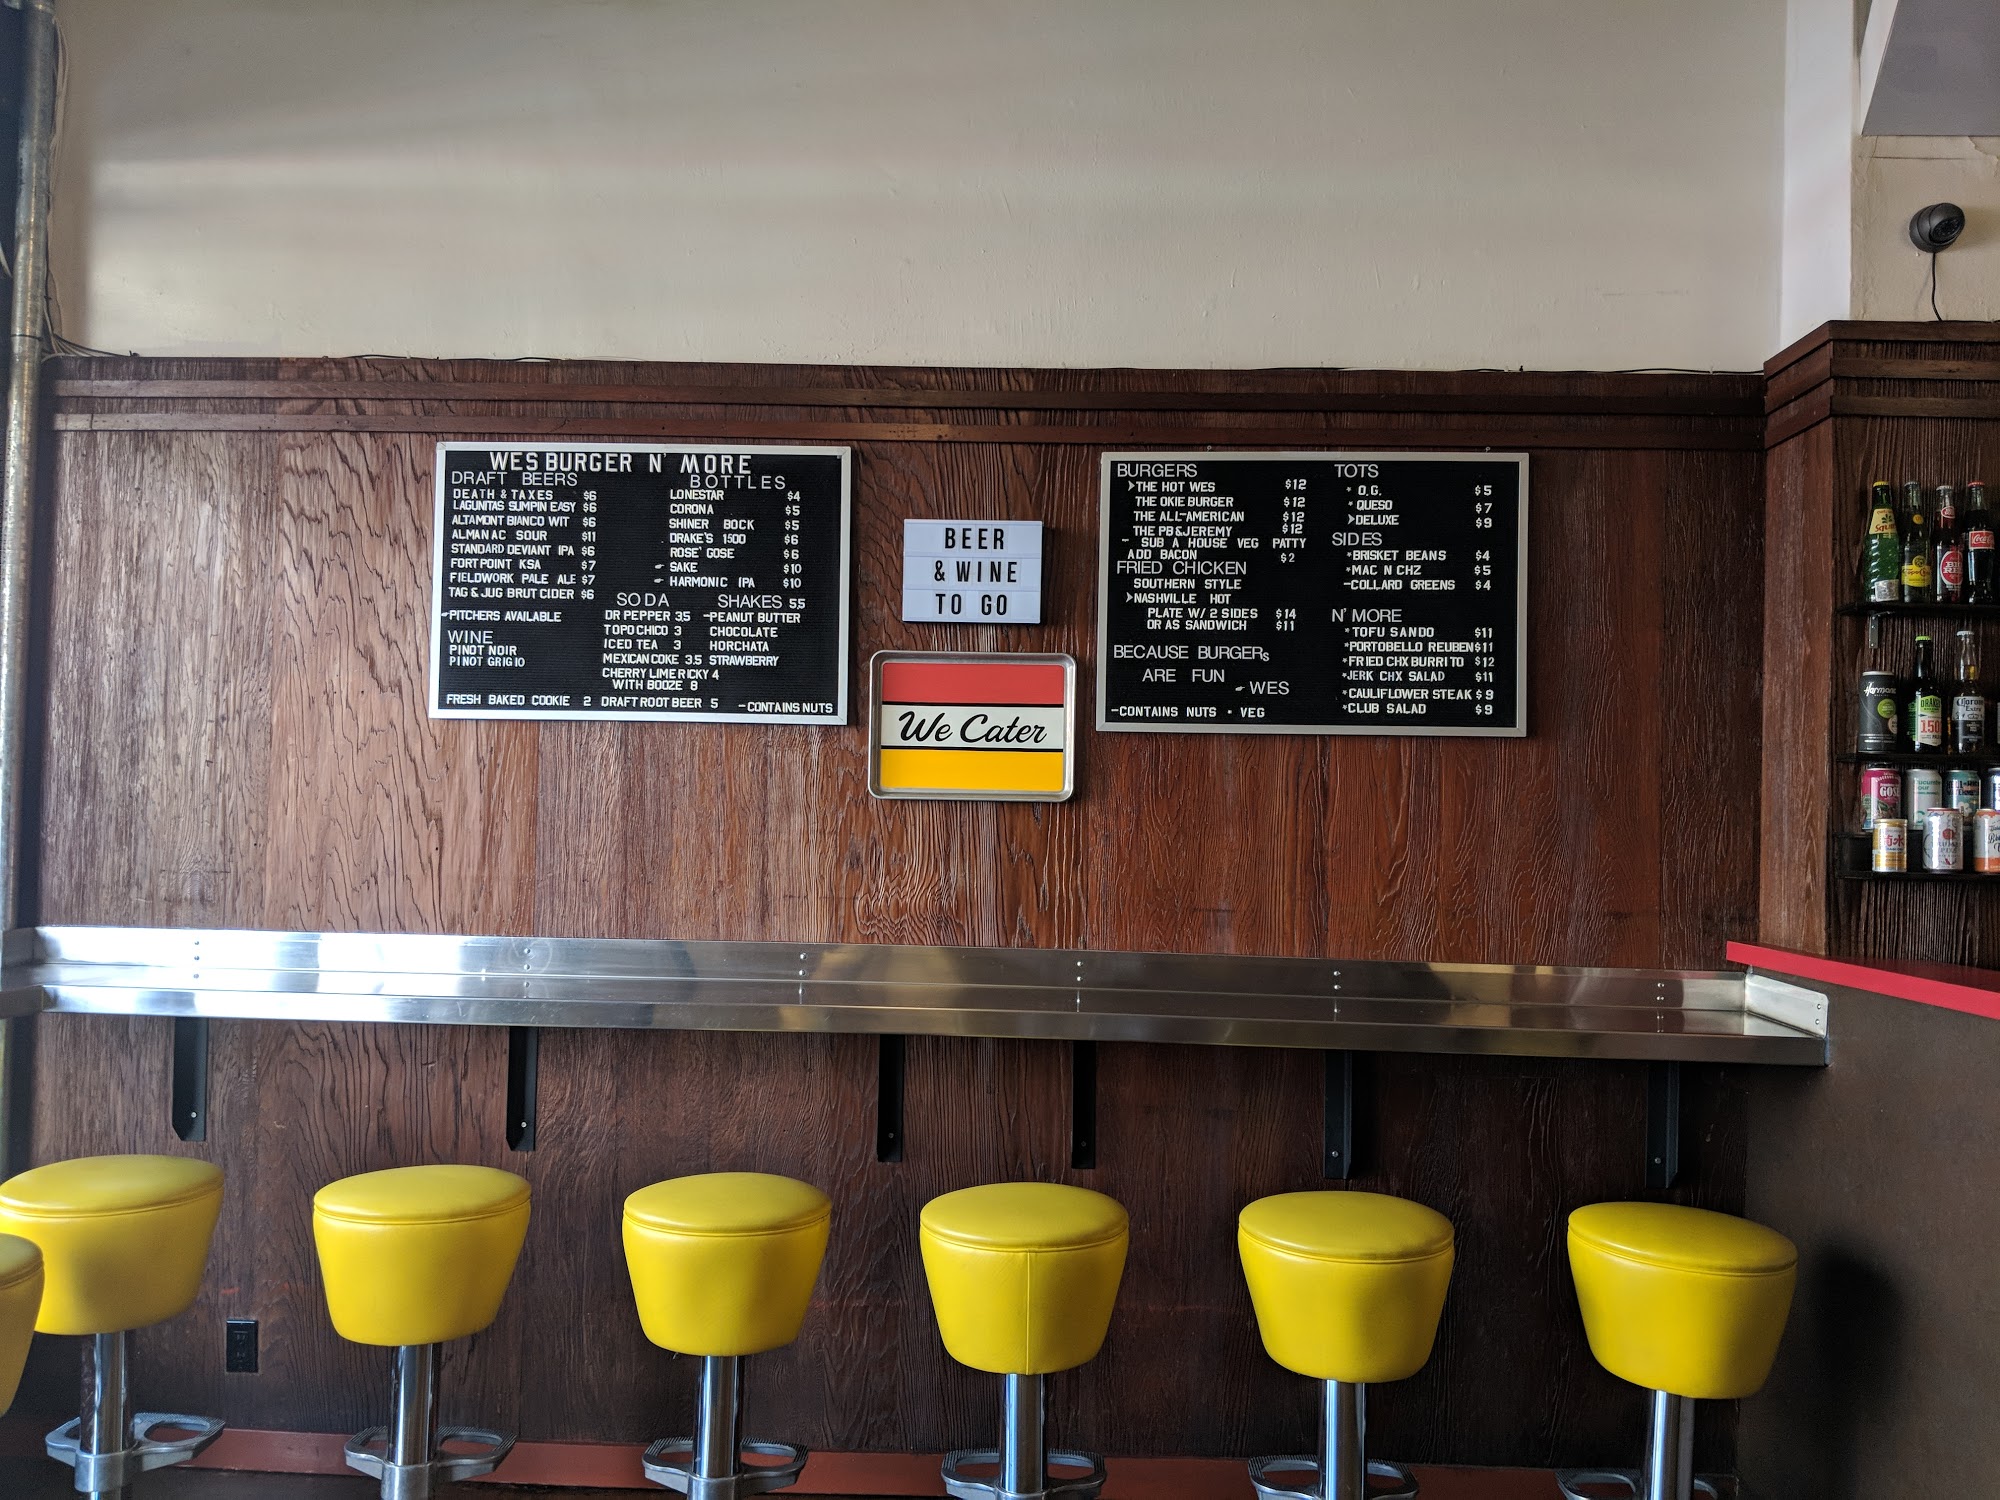 WESBURGER N' MORE
DRAFT BEERS
DEATH & TAXES $6
LAGUNITAS SUMPIN EASY $6
ALTAMONT BIANCO WIT $6
ALMANAC SOUR $11
STANDARD DEVIANT IPA $6
FORT POINT KSA $7
FIELDWORK PALE ALE $7
TAG & JUG BRUT CIDER $6
PITCHERS AVAILABLE
WINE
PINOT NOIR
PINOT GRIGIO
BOTTLES
LONESTAR $4
CORONA $5
SHINER BOCK $5
DRAKE'S 1500 $6
ROSE' GOSE $6
SAKE $10
HARMONIC IPA $10
SODA
DR PEPPER 3.5
TOPO CHICO 3
ICED TEA 3
MEXICAN COKE 3.5
CHERRY LIME RICKY 4
WITH BOOZE 8
SHAKES 5.5
-PEANUT BUTTER
CHOCOLATE
HORCHATA
STRAWBERRY
FRESH BAKED COOKIE 2 DRAFT ROOT BEER 5 -CONTAINS NUTS
BEER
& WINE
TO GO
We Cater
BURGERS
THE HOT WES $12
THE OKIE BURGER $12
THE ALL-AMERICAN $12
THE PB&JEREMY $12
- SUB A HOUSE VEG PATTY
ADD BACON $2
FRIED CHICKEN
SOUTHERN STYLE
NASHVILLE HOT
PLATE W/ 2 SIDES $14
OR AS SANDWICH $11
BECAUSE BURGERs
ARE FUN
-WES
-CONTAINS NUTS • VEG
TOTS
* O.G. $5
* QUESO $7
DELUXE $9
SIDES
*BRISKET BEANS $4
*MAC N CHZ $5
-COLLARD GREENS $4
N' MORE
*TOFU SANDO $11
*PORTOBELLO REUBEN $11
*FRIED CHX BURRITO $12
*JERK CHX SALAD $11
*CAULIFLOWER STEAK $9
*CLUB SALAD $9
Squirt
Coca-Cola
Corona
Extra
GOSE